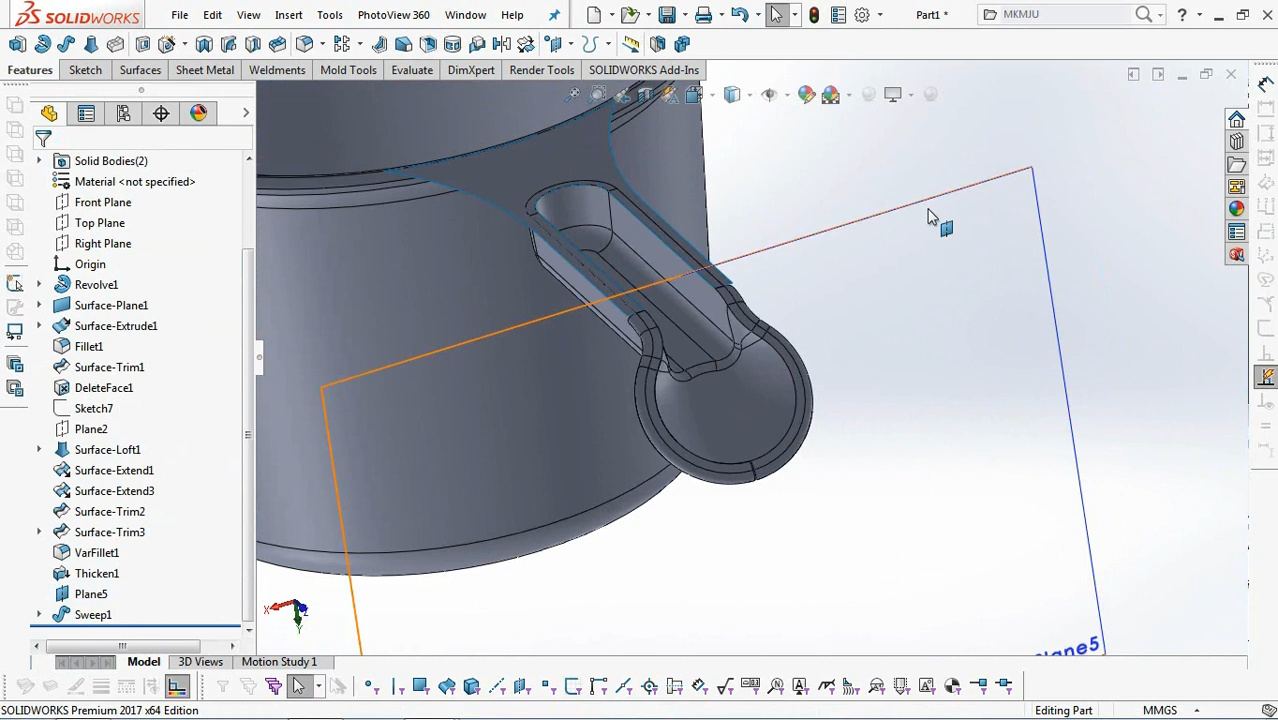 SOLIDWORKS File Edit View Insert Tools PhotoView 360 Window Help Part1 * MKMJU ?
Features Sketch Surfaces Sheet Metal Weldments Mold Tools Evaluate DimXpert Render Tools SOLIDWORKS Add-Ins
Solid Bodies(2)
Material <not specified>
Front Plane
Top Plane
Right Plane
Origin
Revolve1
Surface-Plane1
Surface-Extrude1
Fillet1
Surface-Trim1
DeleteFace1
Sketch7
Plane2
Surface-Loft1
Surface-Extend1
Surface-Extend3
Surface-Trim2
Surface-Trim3
VarFillet1
Thicken1
Plane5
Sweep1
X
Y
Z
Plane5
Model 3D Views Motion Study 1
SOLIDWORKS Premium 2017 x64 Edition Editing Part MMGS